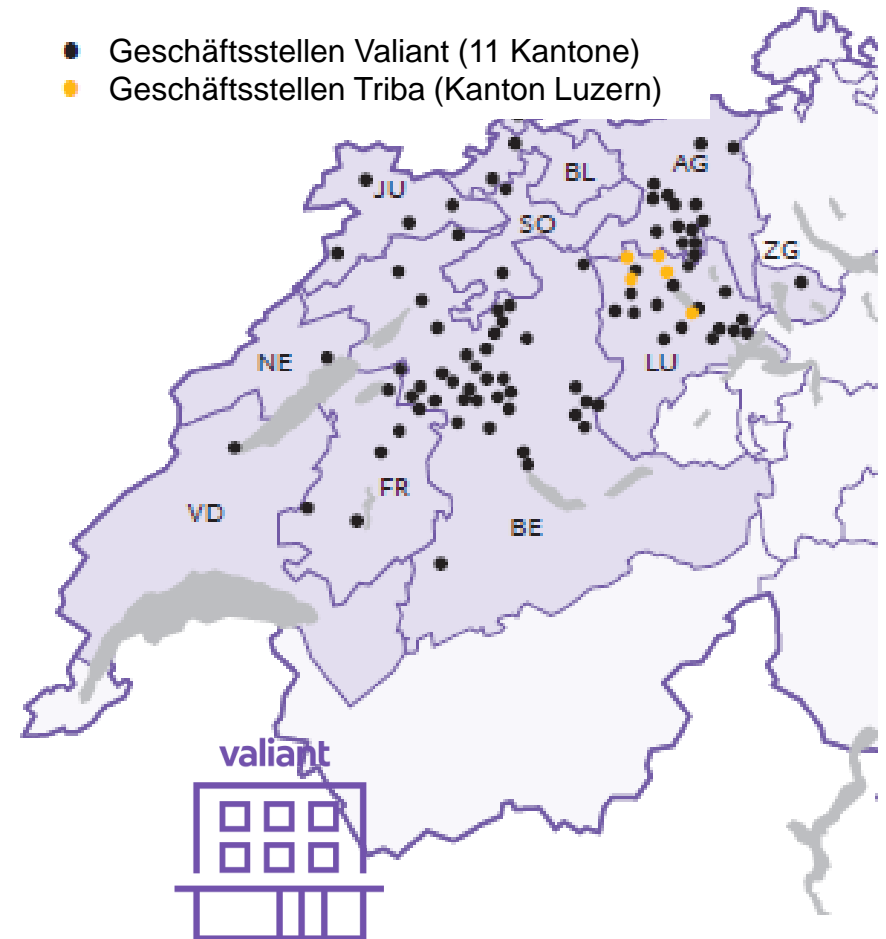 Geschäftsstellen Valiant (11 Kantone)
Geschäftsstellen Triba (Kanton Luzern)
BL
AG
JU
SO
ZG
NE
LU
FR
VD
BE
valiant